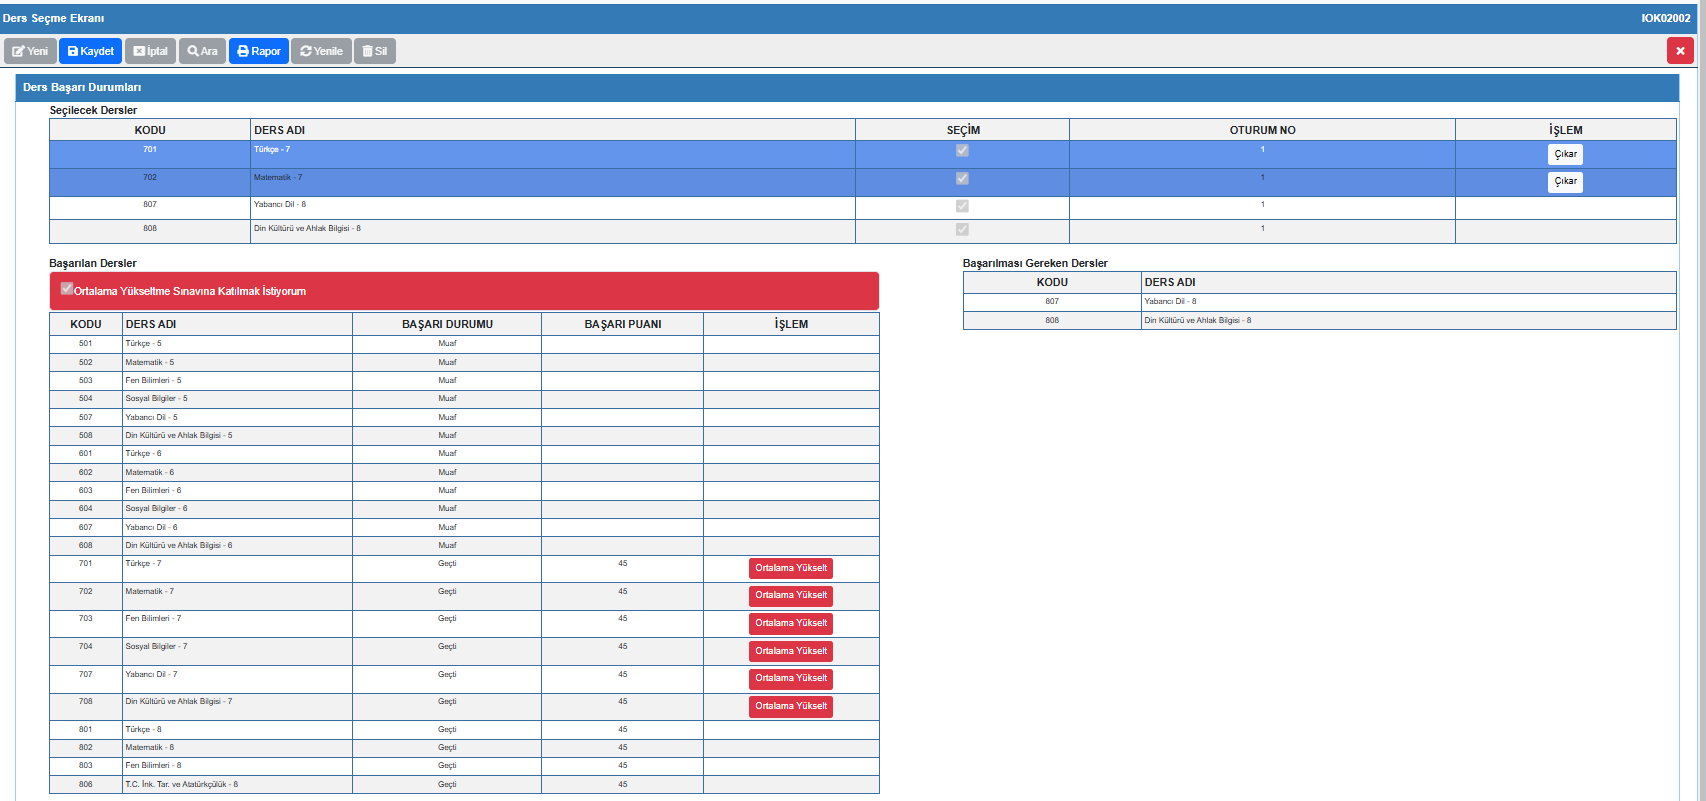 Ders Seçme Ekranı IOK02002
Yeni Kaydet İptal Ara Rapor Yenile Sil
Ders Başarı Durumları
Seçilecek Dersler
KODU DERS ADI SEÇİM OTURUM NO İŞLEM
701 Türkçe - 7 1 Çıkar
702 Matematik - 7 1 Çıkar
807 Yabancı Dil - 8 1
808 Din Kültürü ve Ahlak Bilgisi - 8 1
Başarılan Dersler
Ortalama Yükseltme Sınavına Katılmak İstiyorum
KODU DERS ADI BAŞARI DURUMU BAŞARI PUANI İŞLEM
501 Türkçe - 5 Muaf
502 Matematik - 5 Muaf
503 Fen Bilimleri - 5 Muaf
504 Sosyal Bilgiler - 5 Muaf
507 Yabancı Dil - 5 Muaf
508 Din Kültürü ve Ahlak Bilgisi - 5 Muaf
601 Türkçe - 6 Muaf
602 Matematik - 6 Muaf
603 Fen Bilimleri - 6 Muaf
604 Sosyal Bilgiler - 6 Muaf
607 Yabancı Dil - 6 Muaf
608 Din Kültürü ve Ahlak Bilgisi - 6 Muaf
701 Türkçe - 7 Geçti 45 Ortalama Yükselt
702 Matematik - 7 Geçti 45 Ortalama Yükselt
703 Fen Bilimleri - 7 Geçti 45 Ortalama Yükselt
704 Sosyal Bilgiler - 7 Geçti 45 Ortalama Yükselt
707 Yabancı Dil - 7 Geçti 45 Ortalama Yükselt
708 Din Kültürü ve Ahlak Bilgisi - 7 Geçti 45 Ortalama Yükselt
801 Türkçe - 8 Geçti 45
802 Matematik - 8 Geçti 45
803 Fen Bilimleri - 8 Geçti 45
806 T.C. İnk. Tar. ve Atatürkçülük - 8 Geçti 45
Başarılması Gereken Dersler
KODU DERS ADI
807 Yabancı Dil - 8
808 Din Kültürü ve Ahlak Bilgisi - 8